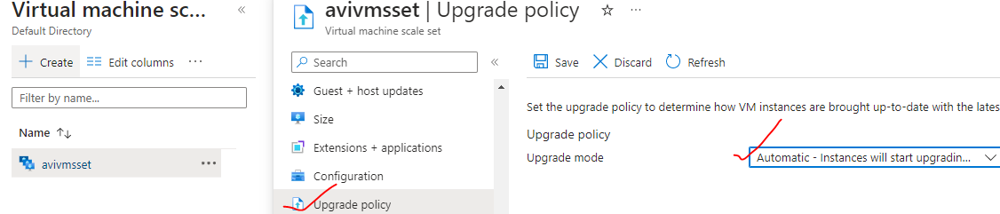 Virtual machine sc...
Default Directory
Create
Edit columns
Filter by name...
Name
avivmsset
avivmsset | Upgrade policy
Virtual machine scale set
Search
Guest + host updates
Size
Extensions + applications
Configuration
Upgrade policy
Save
Discard
Refresh
Set the upgrade policy to determine how VM instances are brought up-to-date with the latest
Upgrade policy
Upgrade mode
Automatic - Instances will start upgradin...